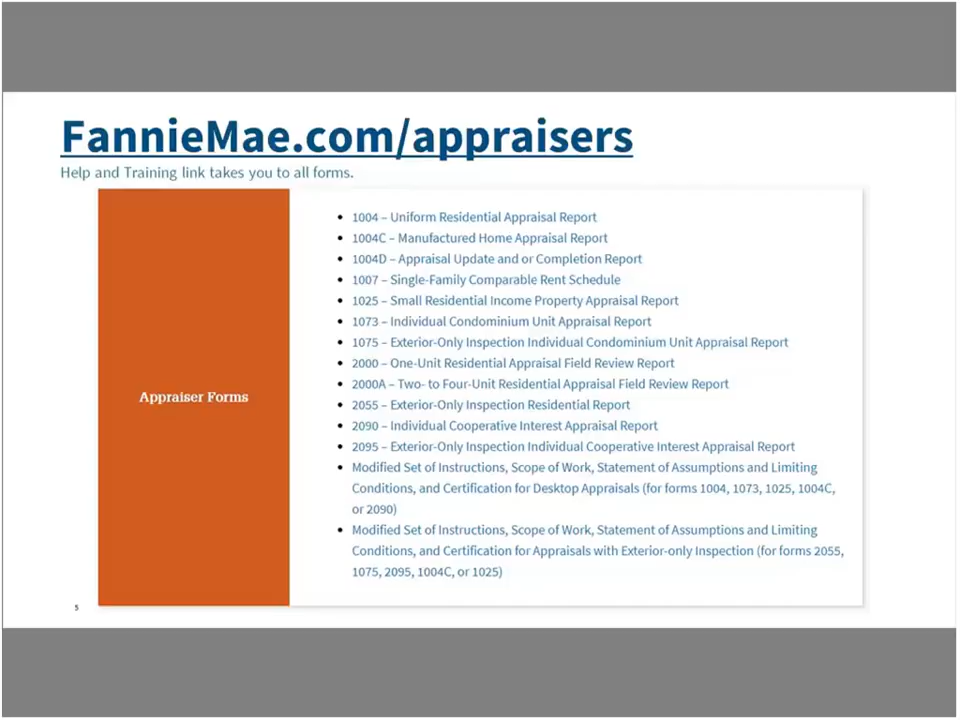 FannieMae.com/appraisers
Help and Training link takes you to all forms.
Appraiser Forms
• 1004 – Uniform Residential Appraisal Report
• 1004C – Manufactured Home Appraisal Report
• 1004D – Appraisal Update and or Completion Report
• 1007 – Single-Family Comparable Rent Schedule
• 1025 – Small Residential Income Property Appraisal Report
• 1073 – Individual Condominium Unit Appraisal Report
• 1075 – Exterior-Only Inspection Individual Condominium Unit Appraisal Report
• 2000 – One-Unit Residential Appraisal Field Review Report
• 2000A – Two- to Four-Unit Residential Appraisal Field Review Report
• 2055 – Exterior-Only Inspection Residential Report
• 2090 – Individual Cooperative Interest Appraisal Report
• 2095 – Exterior-Only Inspection Individual Cooperative Interest Appraisal Report
• Modified Set of Instructions, Scope of Work, Statement of Assumptions and Limiting
Conditions, and Certification for Desktop Appraisals (for forms 1004, 1073, 1025, 1004C,
or 2090)
• Modified Set of Instructions, Scope of Work, Statement of Assumptions and Limiting
Conditions, and Certification for Appraisals with Exterior-only Inspection (for forms 2055,
1075, 2095, 1004C, or 1025)
5